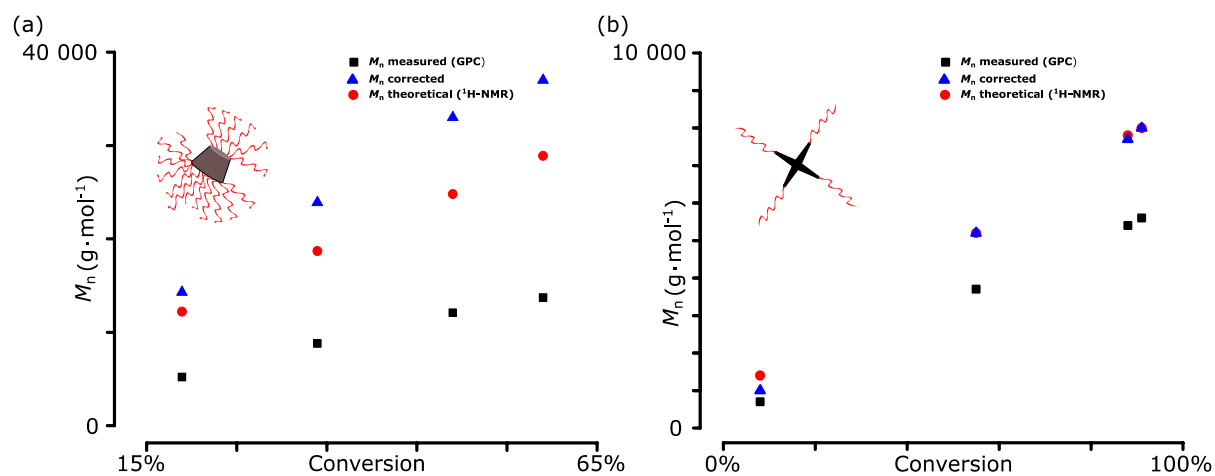 (a)
40 000
Mn measured (GPC)
Mn corrected
Mn theoretical (¹H-NMR)
Mn (g·mol⁻¹)
0
15%
Conversion
65%
(b)
10 000
Mn measured (GPC)
Mn corrected
Mn theoretical (¹H-NMR)
Mn (g·mol⁻¹)
0
0%
Conversion
100%